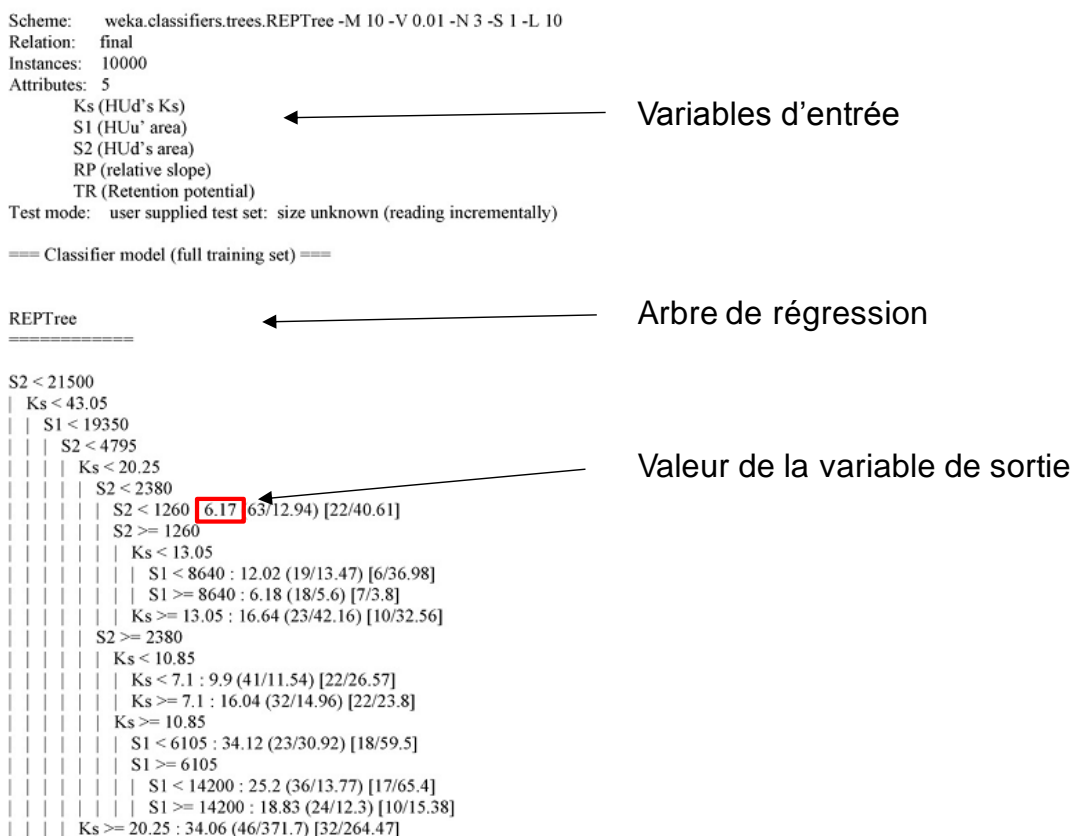 Scheme: weka.classifiers.trees.REPTree -M 10 -V 0.01 -N 3 -S 1 -L 10
Relation: final
Instances: 10000
Attributes: 5
Ks (HUd's Ks)
S1 (HUu' area)
S2 (HUd's area)
RP (relative slope)
TR (Retention potential)
Test mode: user supplied test set: size unknown (reading incrementally)
Variables d'entrée
=== Classifier model (full training set) ===
REPTree
============
Arbre de régression
S2 < 21500
| Ks < 43.05
| | S1 < 19350
| | | S2 < 4795
| | | | Ks < 20.25
| | | | | S2 < 2380
| | | | | | S2 < 1260 6.17 63/12.94) [22/40.61]
Valeur de la variable de sortie
| | | | | | S2 >= 1260
| | | | | | | Ks < 13.05
| | | | | | | | S1 < 8640 : 12.02 (19/13.47) [6/36.98]
| | | | | | | | S1 >= 8640 : 6.18 (18/5.6) [7/3.8]
| | | | | | | Ks >= 13.05 : 16.64 (23/42.16) [10/32.56]
| | | | | S2 >= 2380
| | | | | | Ks < 10.85
| | | | | | | Ks < 7.1 : 9.9 (41/11.54) [22/26.57]
| | | | | | | Ks >= 7.1 : 16.04 (32/14.96) [22/23.8]
| | | | | | Ks >= 10.85
| | | | | | | S1 < 6105 : 34.12 (23/30.92) [18/59.5]
| | | | | | | S1 >= 6105
| | | | | | | | S1 < 14200 : 25.2 (36/13.77) [17/65.4]
| | | | | | | | S1 >= 14200 : 18.83 (24/12.3) [10/15.38]
| | | | Ks >= 20.25 : 34.06 (46/371.7) [32/264.47]